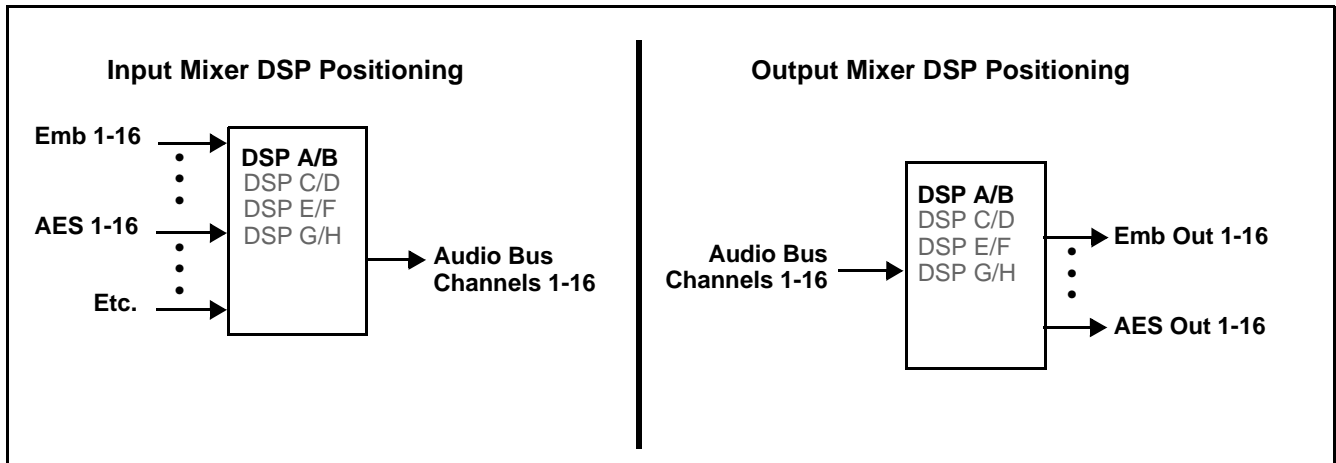 Input Mixer DSP Positioning
Emb 1-16
AES 1-16
Etc.
DSP A/B
DSP C/D
DSP E/F
DSP G/H
Audio Bus
Channels 1-16
Output Mixer DSP Positioning
Audio Bus
Channels 1-16
DSP A/B
DSP C/D
DSP E/F
DSP G/H
Emb Out 1-16
AES Out 1-16